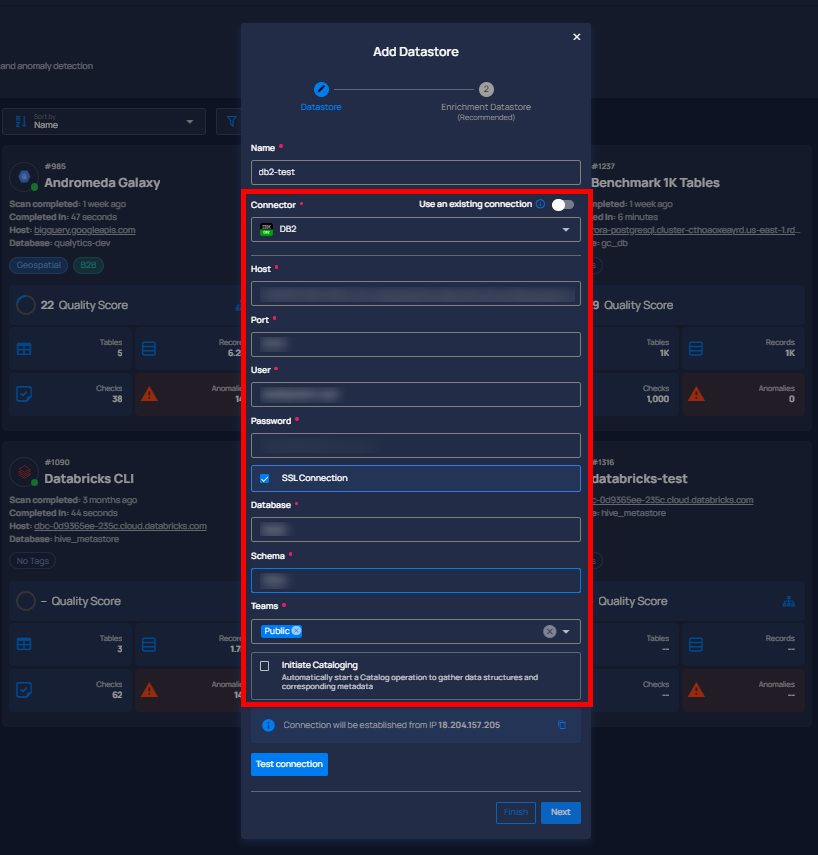 Add Datastore
Datastore
2
Enrichment Datastore
(Recommended)
and anomaly detection
Sort by
Name
#985
Andromeda Galaxy
Scan completed: 1 week ago
Completed In: 47 seconds
Host: bigquery.googleapis.com
Database: qualytics-dev
Geospatial
B2B
22 Quality Score
Tables
5
Records
6.2
Checks
38
Anomalies
14
#1090
Databricks CLI
Scan completed: 3 months ago
Completed In: 44 seconds
Host: dbc-0d9365ee-235c.cloud.databricks.com
Database: hive_metastore
No Tags
– Quality Score
Tables
3
Records
1.7
Checks
62
Anomalies
14
Name *
db2-test
Connector *
Use an existing connection
DB2
Host *
Port *
User *
Password *
SSL Connection
Database *
Schema *
Teams *
Public
Initiate Cataloging
Automatically start a Catalog operation to gather data structures and
corresponding metadata
Connection will be established from IP 18.204.157.205
Test connection
Finish
Next
#1237
Benchmark 1K Tables
completed: 1 week ago
ed In: 6 minutes
rora-postgresql.cluster-cthoaoxeayrd.us-east-1.rd...
e: gc_db
9 Quality Score
Tables
1K
Records
1K
Checks
1,000
Anomalies
0
#1316
databricks-test
c-0d9365ee-235c.cloud.databricks.com
e: hive_metastore
Quality Score
Tables
--
Records
--
Checks
--
Anomalies
--